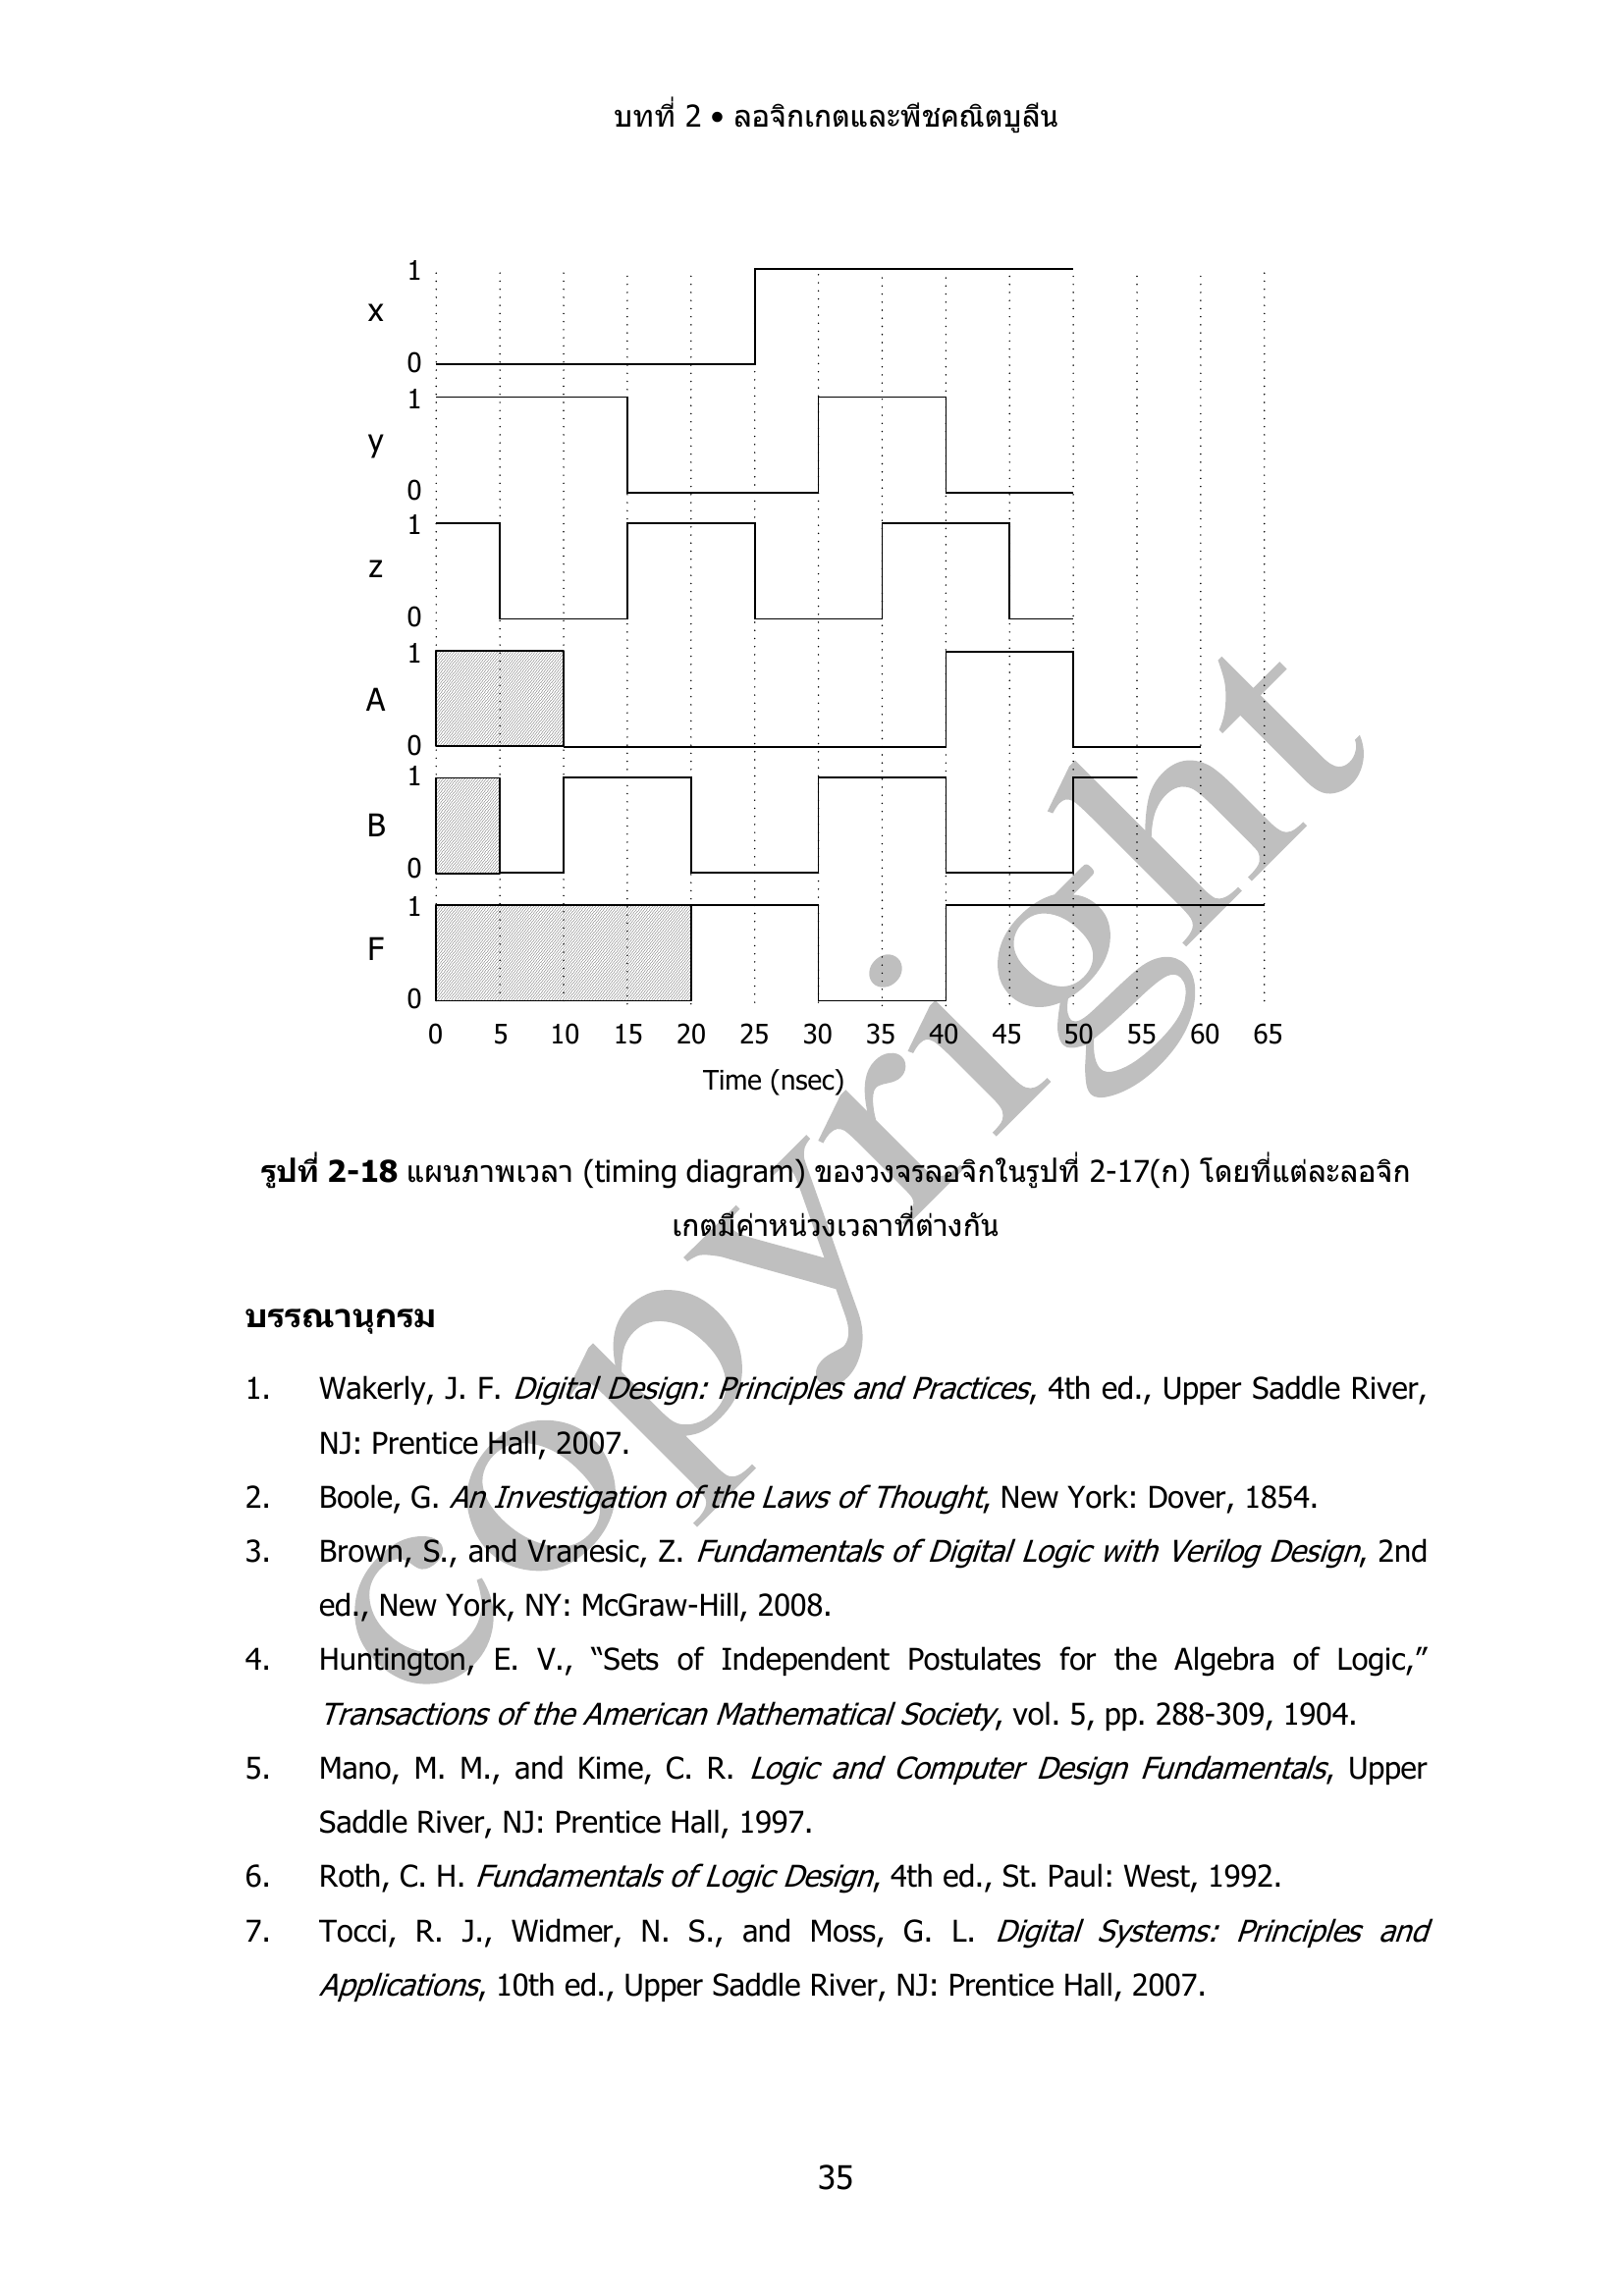 บทที่ 2 • ลอจิกเกตและพีชคณิตบูลีน
1
x
0
1
y
0
1
z
0
1
A
0
1
B
0
1
F
0
0 5 10 15 20 25 30 35 40 45 50 55 60 65
Time (nsec)
รูปที่ 2-18 แผนภาพเวลา (timing diagram) ของวงจรลอจิกในรูปที่ 2-17(ก) โดยที่แต่ละลอจิก
เกตมีค่าหน่วงเวลาที่ต่างกัน
บรรณานุกรม
1. Wakerly, J. F. Digital Design: Principles and Practices, 4th ed., Upper Saddle River,
NJ: Prentice Hall, 2007.
2. Boole, G. An Investigation of the Laws of Thought, New York: Dover, 1854.
3. Brown, S., and Vranesic, Z. Fundamentals of Digital Logic with Verilog Design, 2nd
ed., New York, NY: McGraw-Hill, 2008.
4. Huntington, E. V., “Sets of Independent Postulates for the Algebra of Logic,”
Transactions of the American Mathematical Society, vol. 5, pp. 288-309, 1904.
5. Mano, M. M., and Kime, C. R. Logic and Computer Design Fundamentals, Upper
Saddle River, NJ: Prentice Hall, 1997.
6. Roth, C. H. Fundamentals of Logic Design, 4th ed., St. Paul: West, 1992.
7. Tocci, R. J., Widmer, N. S., and Moss, G. L. Digital Systems: Principles and
Applications, 10th ed., Upper Saddle River, NJ: Prentice Hall, 2007.
35
copyright